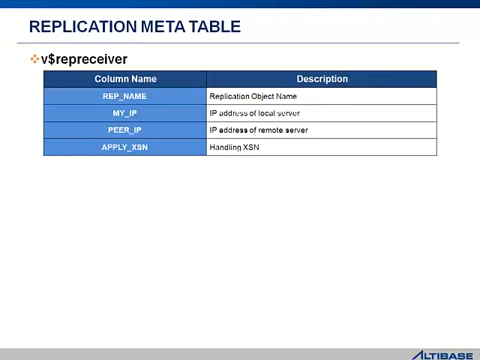 REPLICATION META TABLE
v$repreceiver
Column Name Description
REP_NAME Replication Object Name
MY_IP IP address of local server
PEER_IP IP address of remote server
APPLY_XSN Handling XSN
ALTIBASE